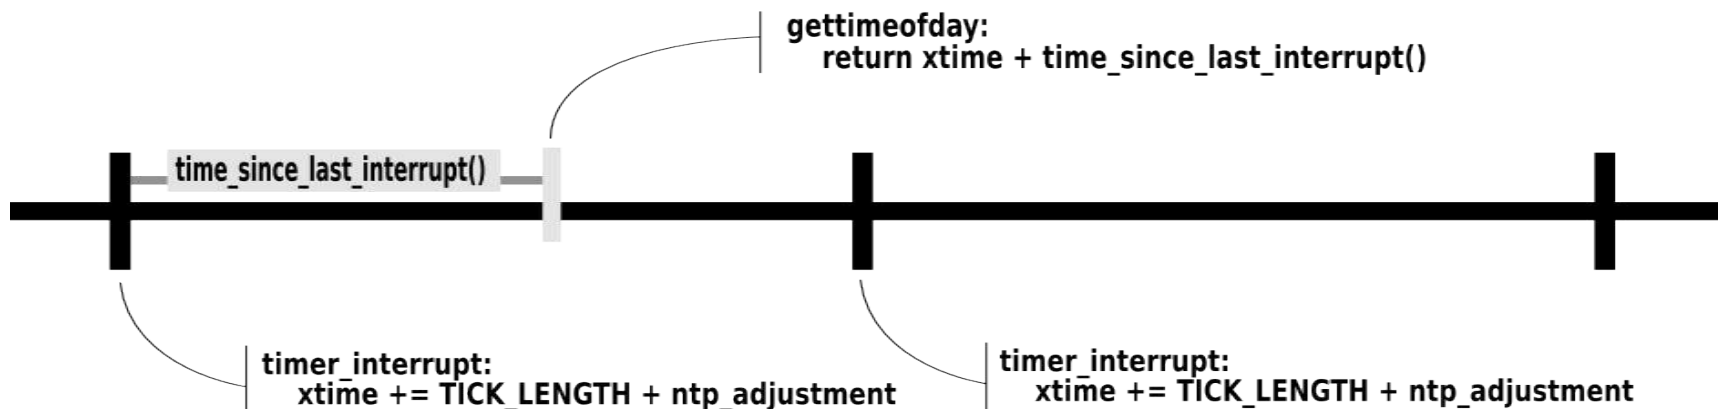 gettimeofday:
return xtime + time_since_last_interrupt()
time_since_last_interrupt()
timer_interrupt:
xtime += TICK_LENGTH + ntp_adjustment
timer_interrupt:
xtime += TICK_LENGTH + ntp_adjustment